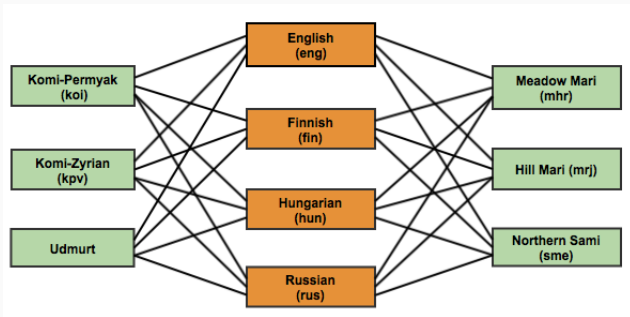 English
(eng)
Komi-Permyak
(koi)
Meadow Mari
(mhr)
Finnish
(fin)
Komi-Zyrian
(kpv)
Hill Mari (mrj)
Hungarian
(hun)
Udmurt
Northern Sami
(sme)
Russian
(rus)